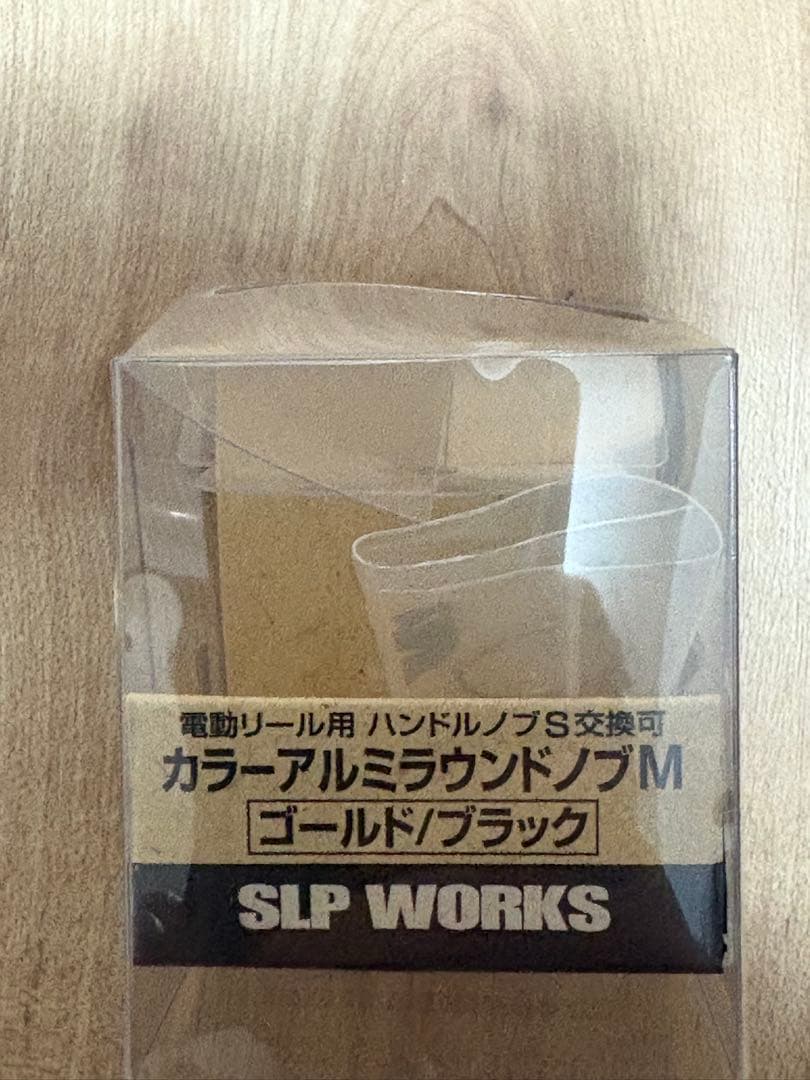 電動リール用 ハンドルノブS交換可
カラーアルミラウンドノブM
ゴールド/ブラック
SLP WORKS